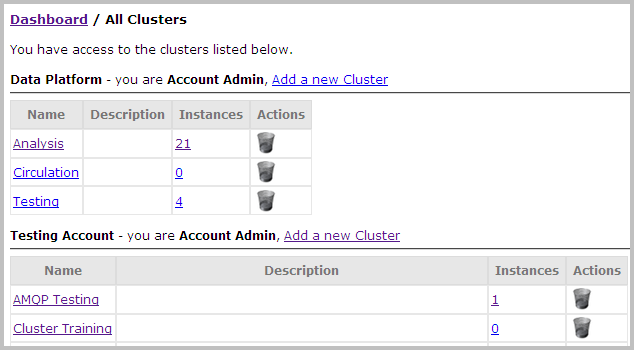 Dashboard / All Clusters
You have access to the clusters listed below.
Data Platform - you are Account Admin, Add a new Cluster
Name Description Instances Actions
Analysis 21
Circulation 0
Testing 4
Testing Account - you are Account Admin, Add a new Cluster
Name Description Instances Actions
AMQP Testing 1
Cluster Training 0